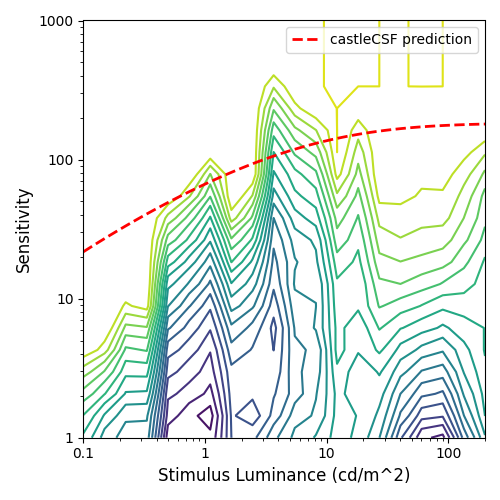 1000
castleCSF prediction
100
Sensitivity
10
1
0.1 1 10 100
Stimulus Luminance (cd/m^2)